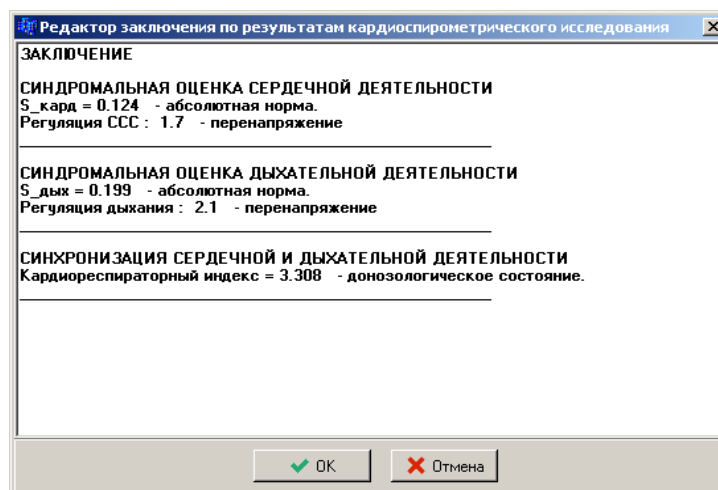 Редактор заключения по результатам кардиоспирометрического исследования
ЗАКЛЮЧЕНИЕ
СИНДРОМАЛЬНАЯ ОЦЕНКА СЕРДЕЧНОЙ ДЕЯТЕЛЬНОСТИ
S_кард = 0.124 - абсолютная норма.
Регуляция ССС : 1.7 - перенапряжение
СИНДРОМАЛЬНАЯ ОЦЕНКА ДЫХАТЕЛЬНОЙ ДЕЯТЕЛЬНОСТИ
S_дых = 0.199 - абсолютная норма.
Регуляция дыхания : 2.1 - перенапряжение
СИНХРОНИЗАЦИЯ СЕРДЕЧНОЙ И ДЫХАТЕЛЬНОЙ ДЕЯТЕЛЬНОСТИ
Кардиореспираторный индекс = 3.308 - донозологическое состояние.
OK Отмена